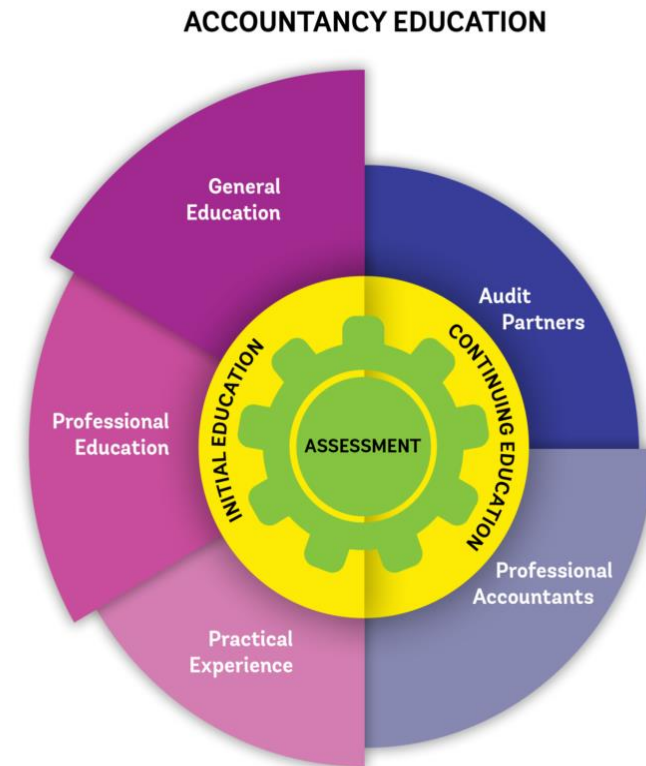 ACCOUNTANCY EDUCATION
General
Education
Audit
Partners
INITIAL EDUCATION
CONTINUING EDUCATION
Professional
Education
ASSESSMENT
Professional
Accountants
Practical
Experience